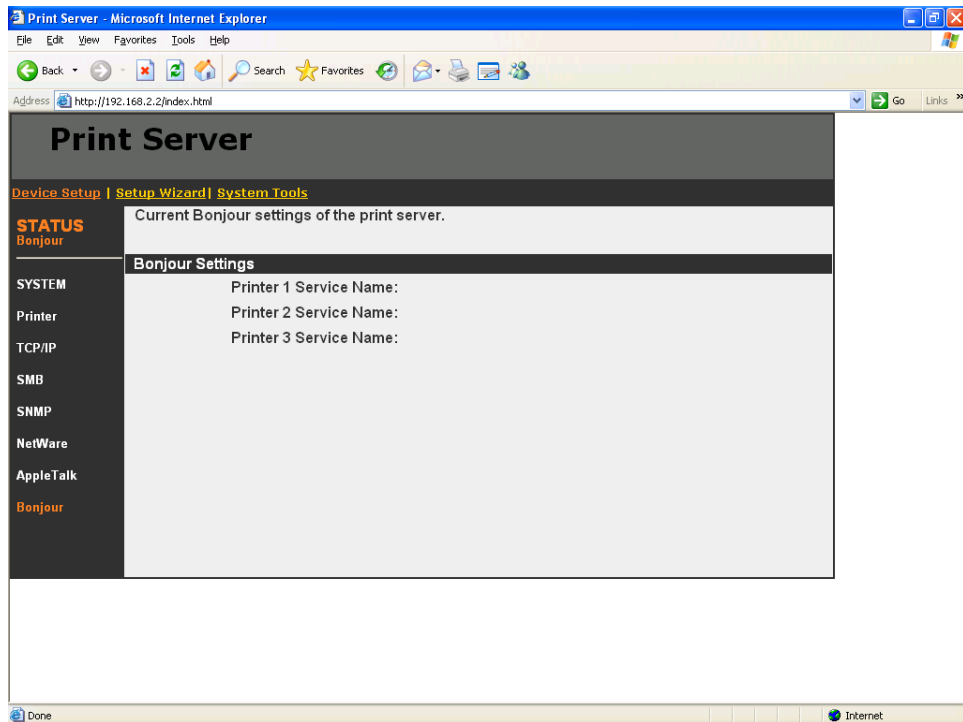 Print Server - Microsoft Internet Explorer
File Edit View Favorites Tools Help
Back Search Favorites
Address http://192.168.2.2/index.html Go Links »
Print Server
Device Setup | Setup Wizard| System Tools
STATUS
Bonjour
SYSTEM
Printer
TCP/IP
SMB
SNMP
NetWare
AppleTalk
Bonjour
Current Bonjour settings of the print server.
Bonjour Settings
Printer 1 Service Name:
Printer 2 Service Name:
Printer 3 Service Name:
Done Internet